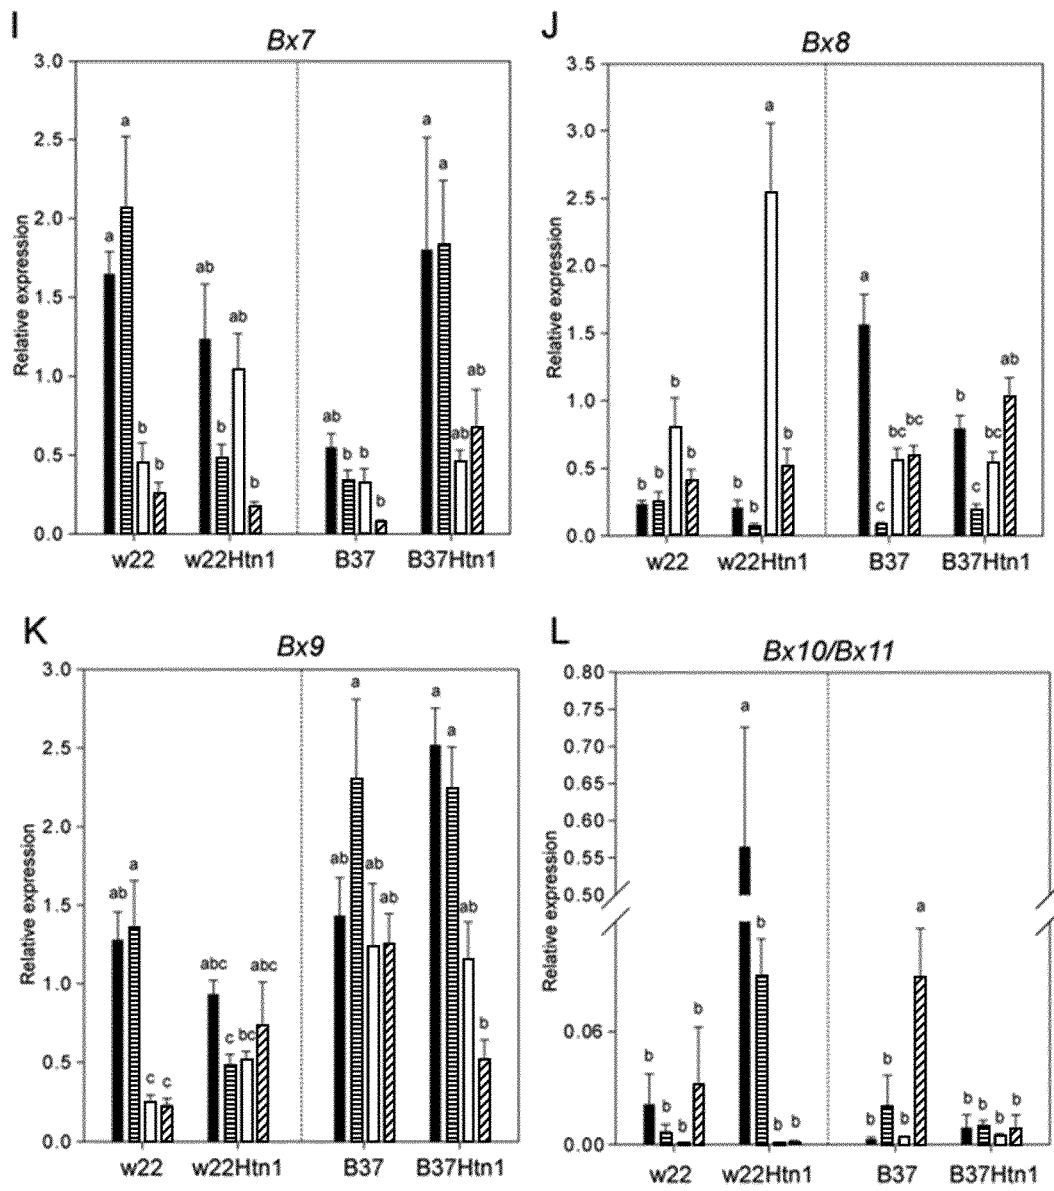 I
Bx7
Relative expression
3.0
2.5
2.0
1.5
1.0
0.5
0.0
a a b b ab b ab b ab b b b a a ab ab
w22 w22Htn1 B37 B37Htn1
J
Bx8
Relative expression
3.5
3.0
2.5
2.0
1.5
1.0
0.5
0.0
b b b b b b a b a c bc bc b c bc ab
w22 w22Htn1 B37 B37Htn1
K
Bx9
Relative expression
3.0
2.5
2.0
1.5
1.0
0.5
0.0
ab a c c abc c bc abc ab a ab ab a a ab b
w22 w22Htn1 B37 B37Htn1
L
Bx10/Bx11
Relative expression
0.80
0.75
0.70
0.65
0.60
0.55
0.50
0.06
0.00
b b b b a b b b b b b a b b b b
w22 w22Htn1 B37 B37Htn1